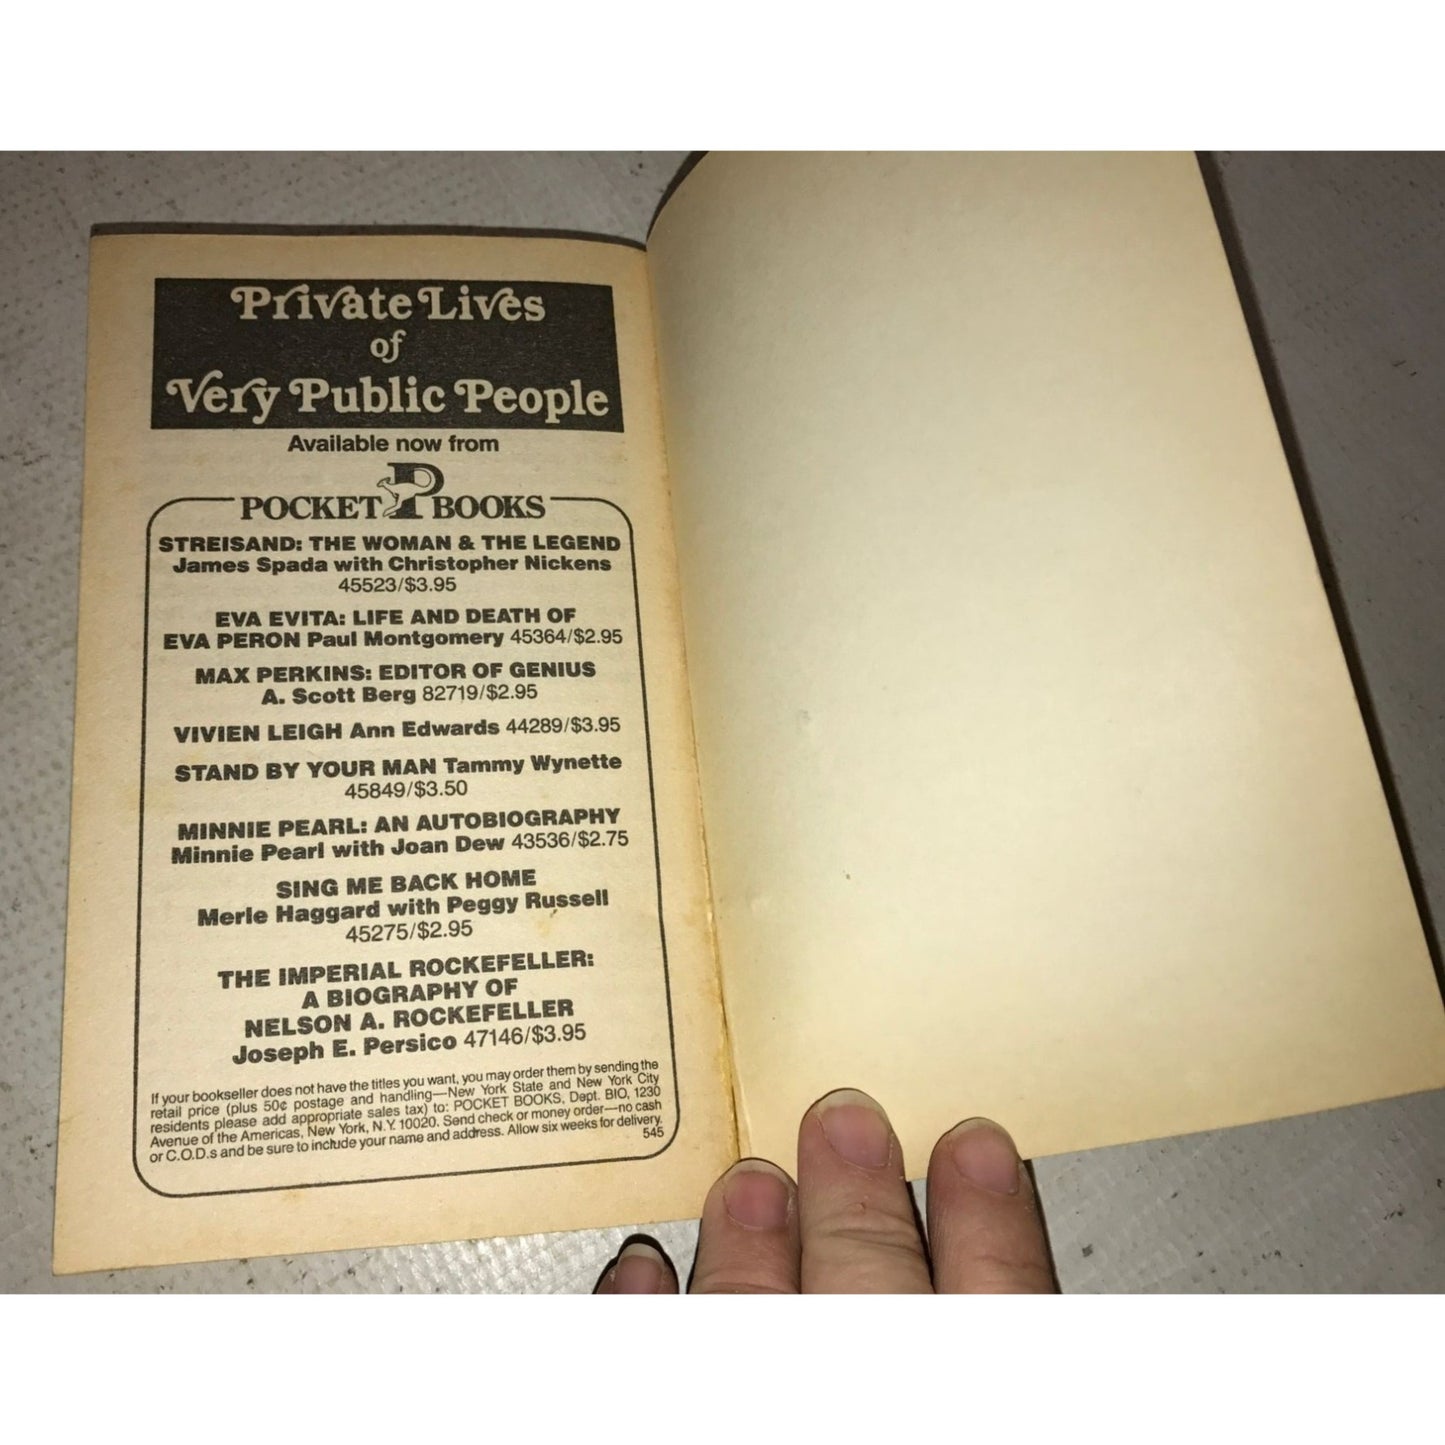 Private Lives
of
Very Public People
Available now from
POCKET BOOKS
STREISAND: THE WOMAN & THE LEGEND
James Spada with Christopher Nickens
45523/$3.95
EVA EVITA: LIFE AND DEATH OF
EVA PERON Paul Montgomery 45364/$2.95
MAX PERKINS: EDITOR OF GENIUS
A. Scott Berg 82719/$2.95
VIVIEN LEIGH Ann Edwards 44289/$3.95
STAND BY YOUR MAN Tammy Wynette
45849/$3.50
MINNIE PEARL: AN AUTOBIOGRAPHY
Minnie Pearl with Joan Dew 43536/$2.75
SING ME BACK HOME
Merle Haggard with Peggy Russell
45275/$2.95
THE IMPERIAL ROCKEFELLER:
A BIOGRAPHY OF
NELSON A. ROCKEFELLER
Joseph E. Persico 47146/$3.95
If your bookseller does not have the titles you want, you may order them by sending the
retail price (plus 50¢ postage and handling—New York State and New York City
residents please add appropriate sales tax) to: POCKET BOOKS, Dept. BIO, 1230
Avenue of the Americas, New York, N.Y. 10020. Send check or money order—no cash
or C.O.D.s and be sure to include your name and address. Allow six weeks for delivery.
545